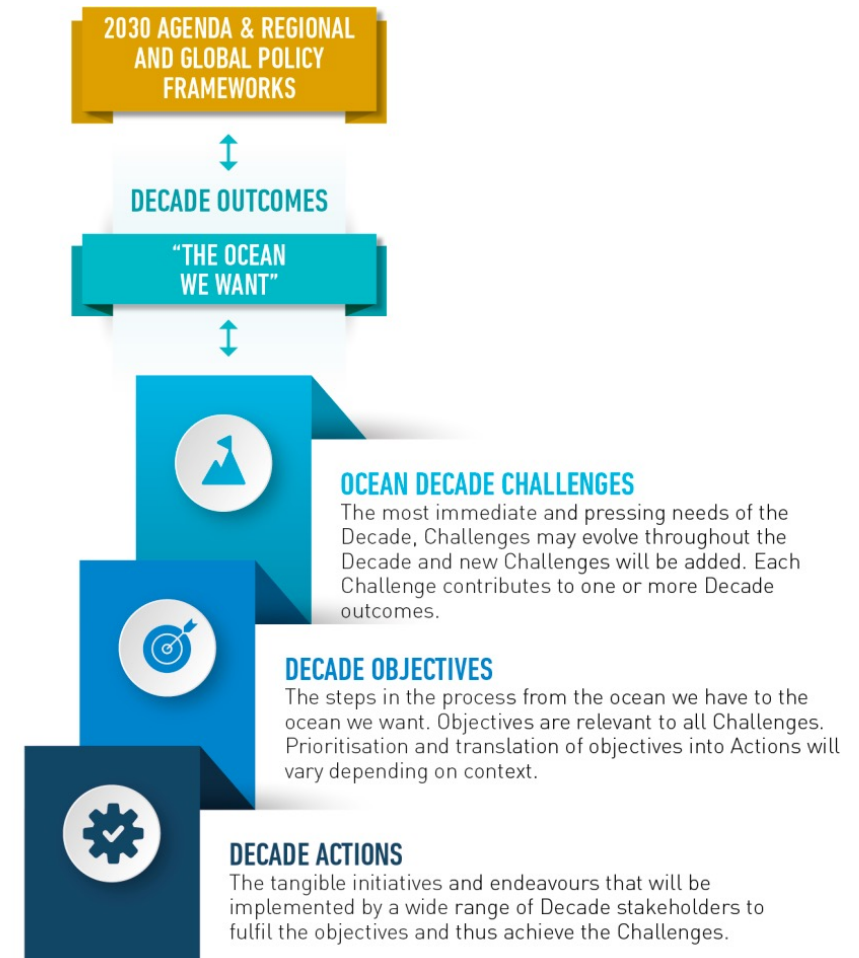 2030 AGENDA & REGIONAL
AND GLOBAL POLICY
FRAMEWORKS
DECADE OUTCOMES
“THE OCEAN
WE WANT”
OCEAN DECADE CHALLENGES
The most immediate and pressing needs of the
Decade, Challenges may evolve throughout the
Decade and new Challenges will be added. Each
Challenge contributes to one or more Decade
outcomes.
DECADE OBJECTIVES
The steps in the process from the ocean we have to the
ocean we want. Objectives are relevant to all Challenges.
Prioritisation and translation of objectives into Actions will
vary depending on context.
DECADE ACTIONS
The tangible initiatives and endeavours that will be
implemented by a wide range of Decade stakeholders to
fulfil the objectives and thus achieve the Challenges.